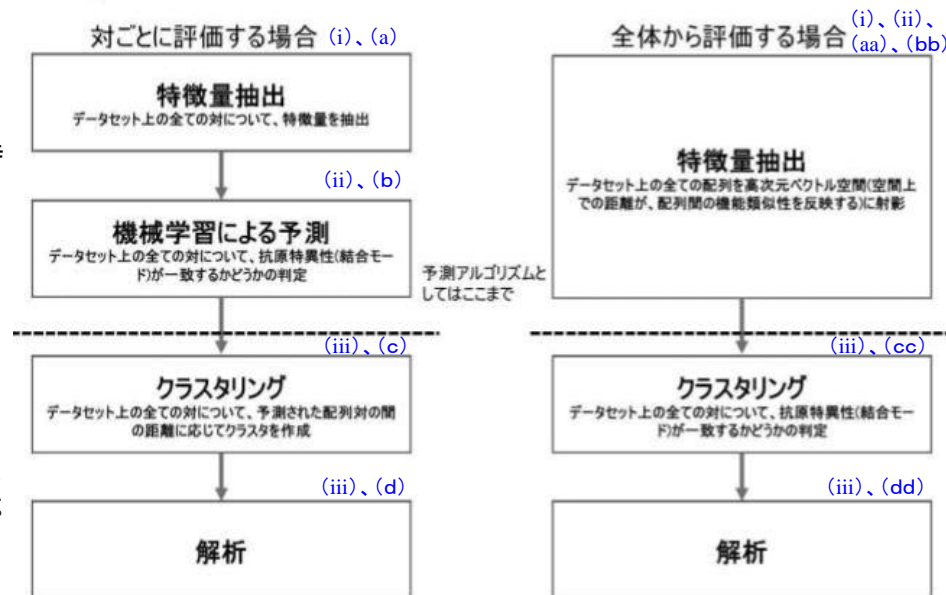 対ごとに評価する場合 (i)、(a)
特徴量抽出
データセット上の全ての対について、特徴量を抽出
(ii)、(b)
機械学習による予測
データセット上の全ての対について、抗原特異性(結合モー
ド)が一致するかどうかの判定
予測アルゴリズムと
してはここまで
(iii)、(c)
クラスタリング
データセット上の全ての対について、予測された配列対の間
の距離に応じてクラスタを作成
(iii)、(d)
解析
全体から評価する場合 (i)、(ii)、
(aa)、(bb)
特徴量抽出
データセット上の全ての配列を高次元ベクトル空間(空間上
での距離が、配列間の機能類似性を反映する)に射影
(iii)、(cc)
クラスタリング
データセット上の全ての対について、抗原特異性(結合モー
ド)が一致するかどうかの判定
(iii)、(dd)
解析